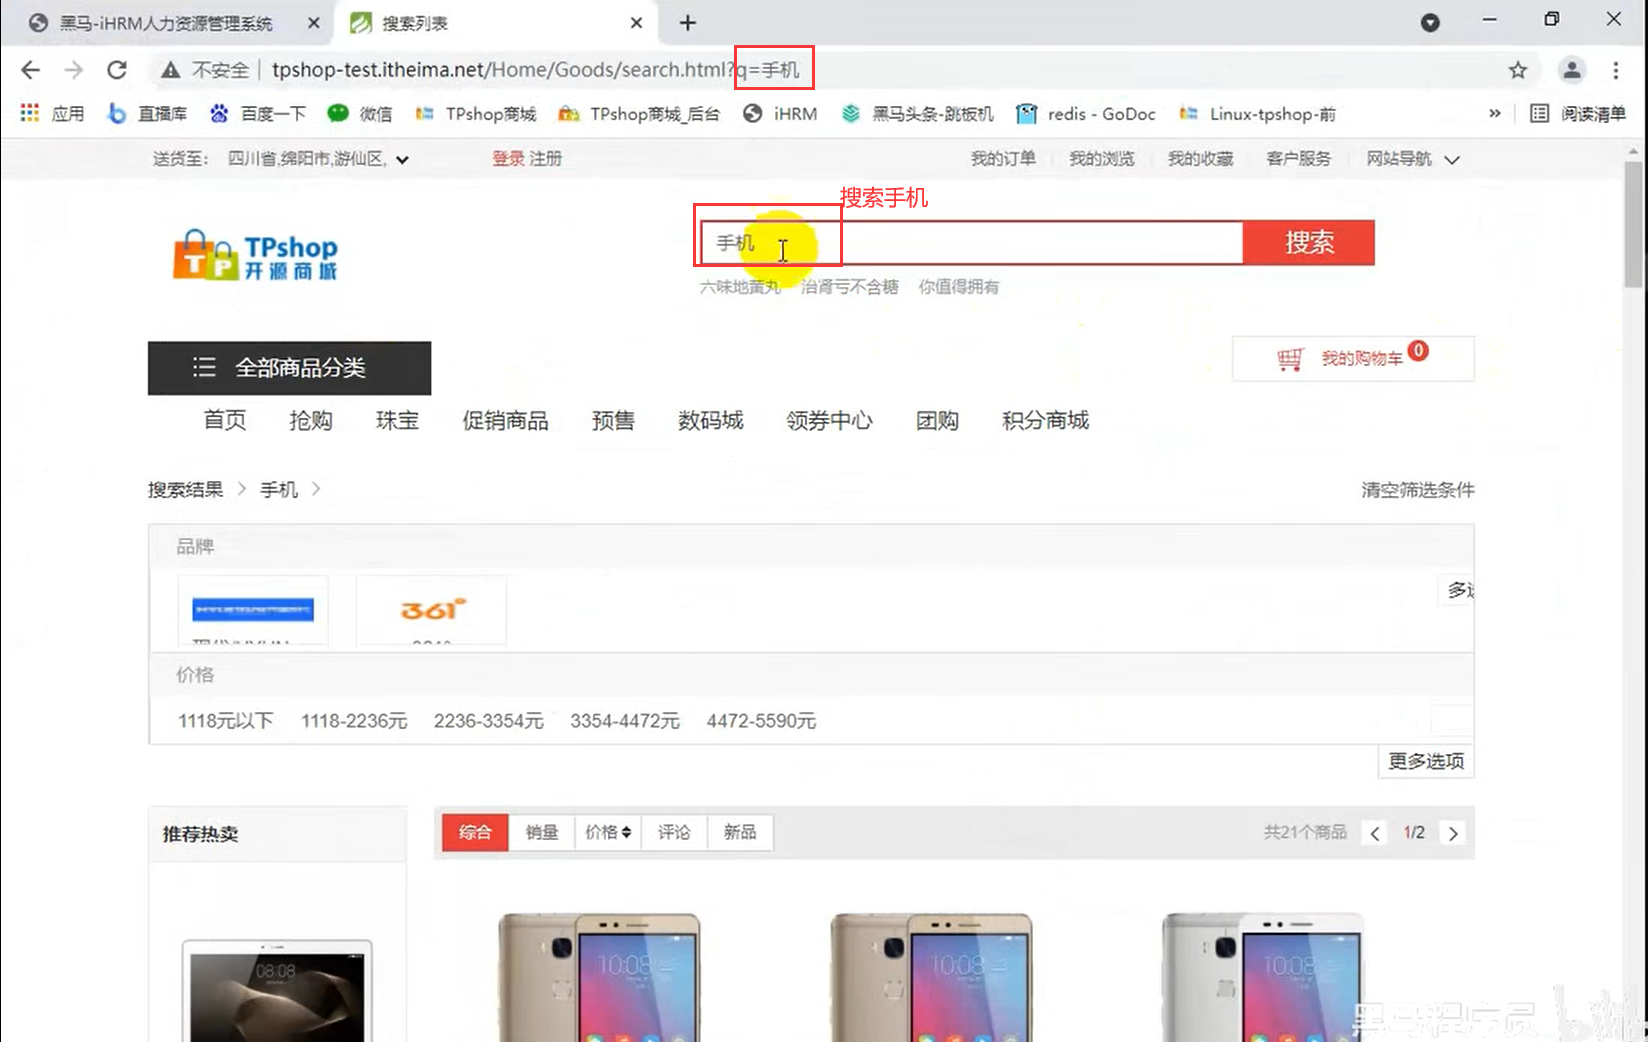 黑马-iHRM人力资源管理系统
搜索列表
不安全 tpshop-test.itheima.net/Home/Goods/search.html?q=手机
应用 直播库 百度一下 微信 TPshop商城 TPshop商城_后台 iHRM 黑马头条-跳板机 redis - GoDoc Linux-tpshop-前 » 阅读清单
送货至： 四川省,绵阳市,游仙区, 登录 注册 我的订单 我的浏览 我的收藏 客户服务 网站导航
搜索手机
TPshop
开源商城
手机 搜索
六味地黄丸 治肾亏不含糖 你值得拥有
全部商品分类 我的购物车 0
首页 抢购 珠宝 促销商品 预售 数码城 领券中心 团购 积分商城
搜索结果 > 手机 > 清空筛选条件
品牌
361° 多
价格
1118元以下 1118-2236元 2236-3354元 3354-4472元 4472-5590元
更多选项
推荐热卖 综合 销量 价格 评论 新品 共21个商品 < 1/2 >
08:08 10:08 10:08 10:08
黑马程序员